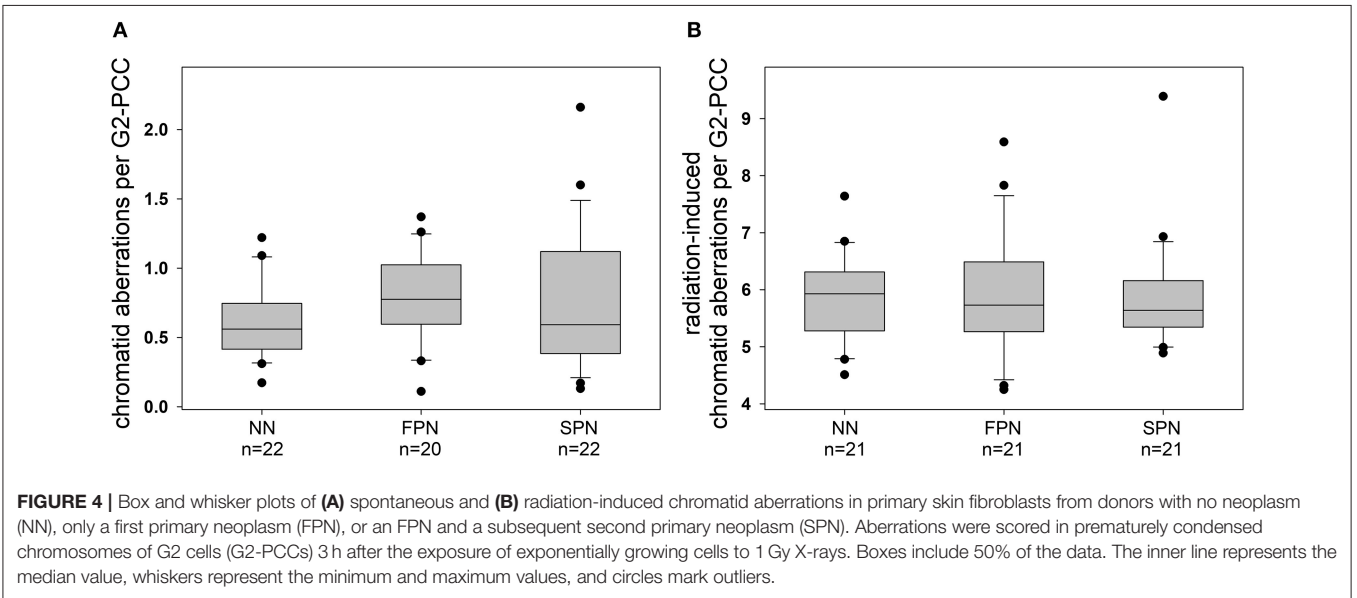 A
chromatid aberrations per G2-PCC
2.0
1.5
1.0
0.5
0.0
NN
n=22
FPN
n=20
SPN
n=22
B
radiation-induced
chromatid aberrations per G2-PCC
9
8
7
6
5
4
NN
n=21
FPN
n=21
SPN
n=21
FIGURE 4 | Box and whisker plots of (A) spontaneous and (B) radiation-induced chromatid aberrations in primary skin fibroblasts from donors with no neoplasm
(NN), only a first primary neoplasm (FPN), or an FPN and a subsequent second primary neoplasm (SPN). Aberrations were scored in prematurely condensed
chromosomes of G2 cells (G2-PCCs) 3 h after the exposure of exponentially growing cells to 1 Gy X-rays. Boxes include 50% of the data. The inner line represents the
median value, whiskers represent the minimum and maximum values, and circles mark outliers.